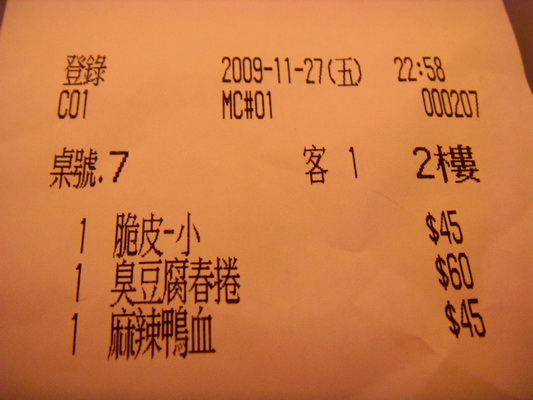 登錄 2009-11-27(五) 22:58
C01 MC#01 000207
桌號.7 客 1 2樓
1 脆皮-小 $45
1 臭豆腐春捲 $60
1 麻辣鴨血 $45